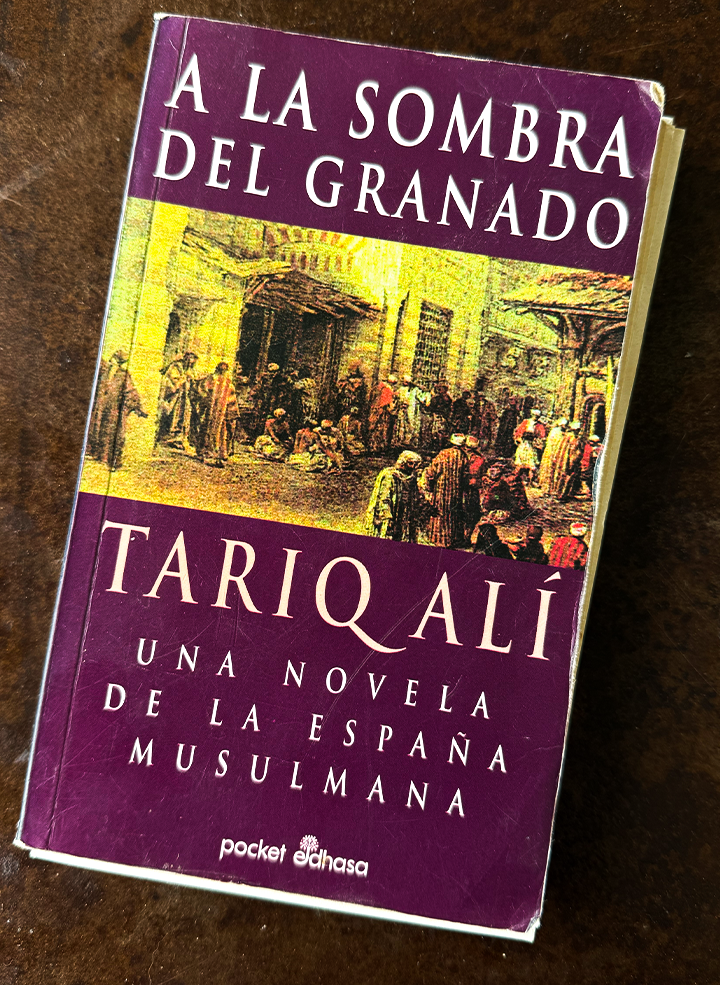 A LA SOMBRA
DEL GRANADO
TARIQ ALÍ
UNA NOVELA
DE LA ESPAÑA
MUSULMANA
pocket edhasa